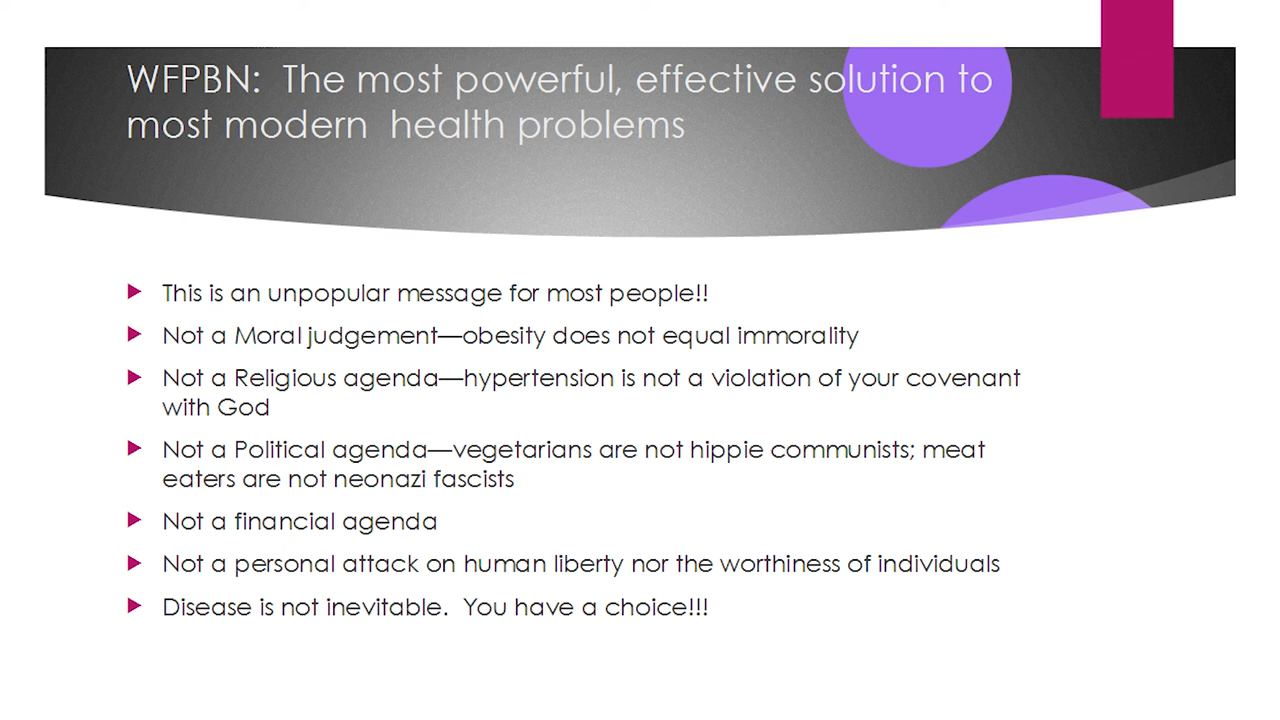 WFPBN:  The most powerful, effective solution to
most modern  health problems
This is an unpopular message for most people!!
Not a Moral judgement—obesity does not equal immorality
Not a Religious agenda—hypertension is not a violation of your covenant
with God
Not a Political agenda—vegetarians are not hippie communists; meat
eaters are not neonazi fascists
Not a financial agenda
Not a personal attack on human liberty nor the worthiness of individuals
Disease is not inevitable.  You have a choice!!!